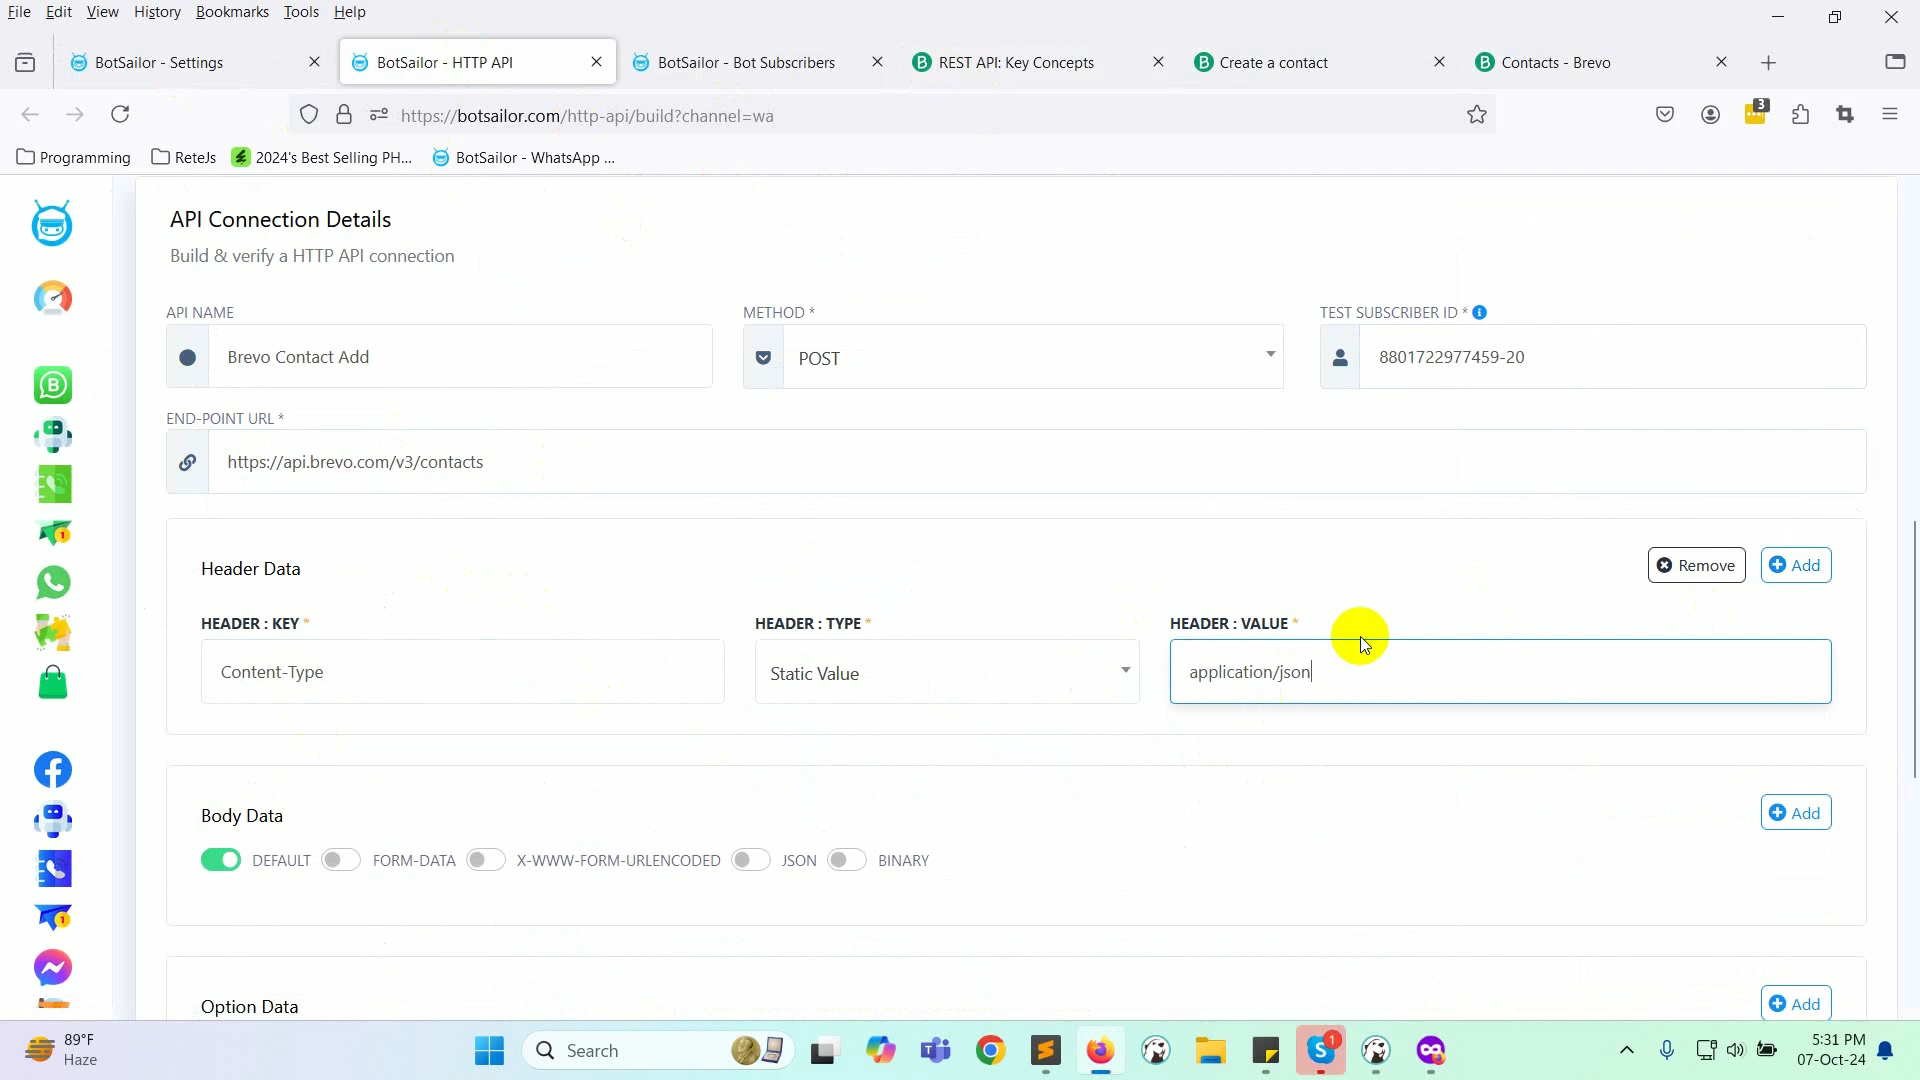 File Edit View History Bookmarks Tools Help
BotSailor - Settings
BotSailor - HTTP API
BotSailor - Bot Subscribers
REST API: Key Concepts
Create a contact
Contacts - Brevo
https://botsailor.com/http-api/build?channel=wa
3
Programming
ReteJs
2024's Best Selling PH...
BotSailor - WhatsApp ...
API Connection Details
Build & verify a HTTP API connection
API NAME
METHOD *
TEST SUBSCRIBER ID *
Brevo Contact Add
POST
8801722977459-20
END-POINT URL *
https://api.brevo.com/v3/contacts
Header Data
Remove
Add
HEADER : KEY *
HEADER : TYPE *
HEADER : VALUE *
Content-Type
Static Value
application/json
Body Data
Add
DEFAULT
FORM-DATA
X-WWW-FORM-URLENCODED
JSON
BINARY
Option Data
Add
89°F
Haze
Search
1
5:31 PM
07-Oct-24